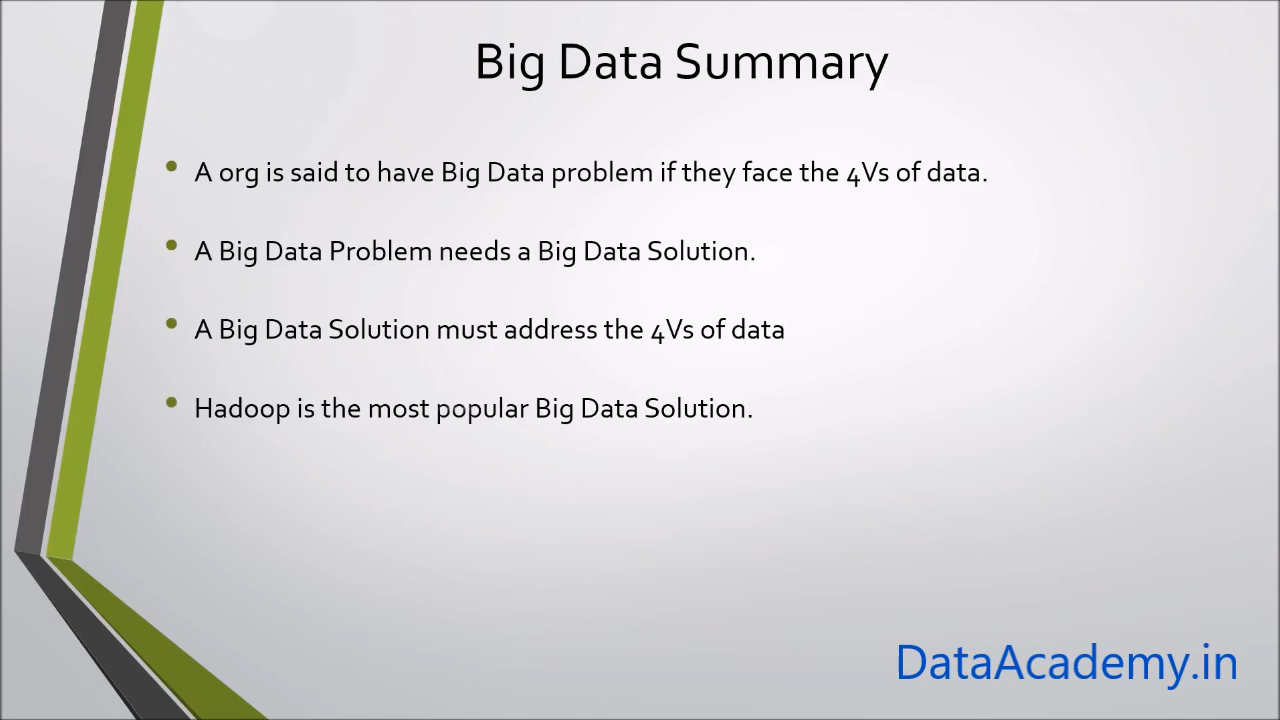 Big Data Summary
A org is said to have Big Data problem if they face the 4Vs of data.
A Big Data Problem needs a Big Data Solution.
A Big Data Solution must address the 4Vs of data
Hadoop is the most popular Big Data Solution.
DataAcademy.in